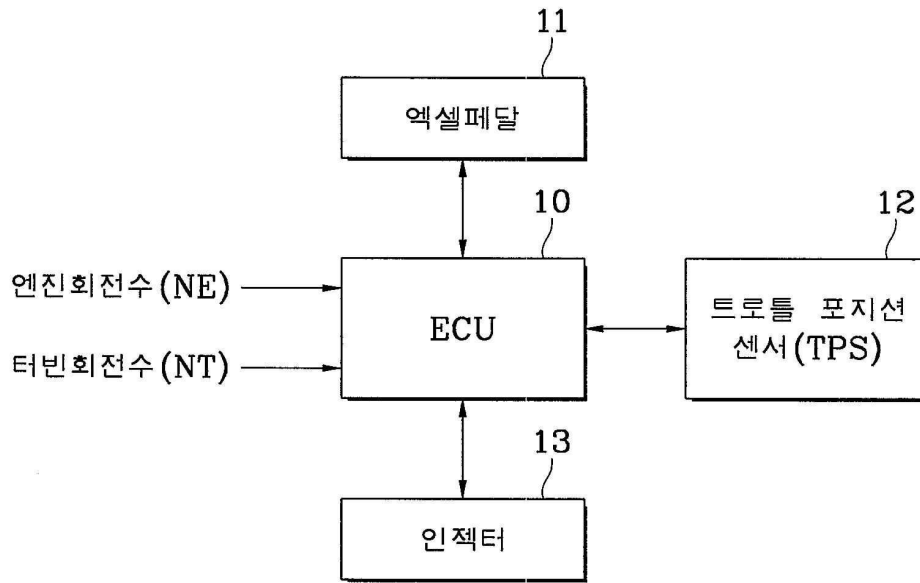 11
엑셀페달
10
12
엔진회전수(NE)
ECU
트로틀 포지션
센서(TPS)
터빈회전수(NT)
13
인젝터